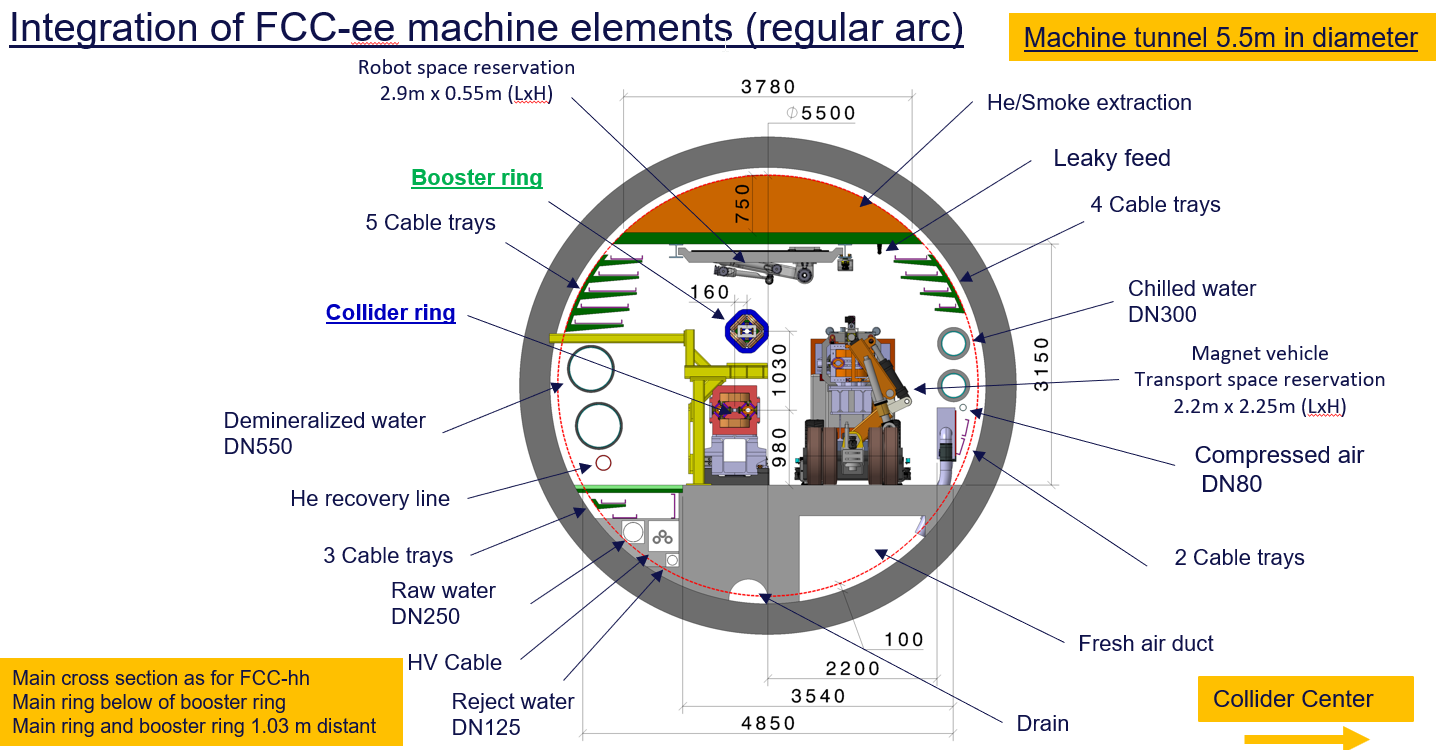 Integration of FCC-ee machine elements (regular arc)
Machine tunnel 5.5m in diameter
Robot space reservation
2.9m x 0.55m (LxH)
3780
∅5500
He/Smoke extraction
Leaky feed
Booster ring
750
4 Cable trays
5 Cable trays
160
Chilled water
DN300
Collider ring
1030
3150
Magnet vehicle
Transport space reservation
2.2m x 2.25m (LxH)
Demineralized water
DN550
980
Compressed air
DN80
He recovery line
3 Cable trays
2 Cable trays
Raw water
DN250
100
Fresh air duct
HV Cable
2200
Reject water
DN125
3540
4850
Drain
Main cross section as for FCC-hh
Main ring below of booster ring
Main ring and booster ring 1.03 m distant
Collider Center